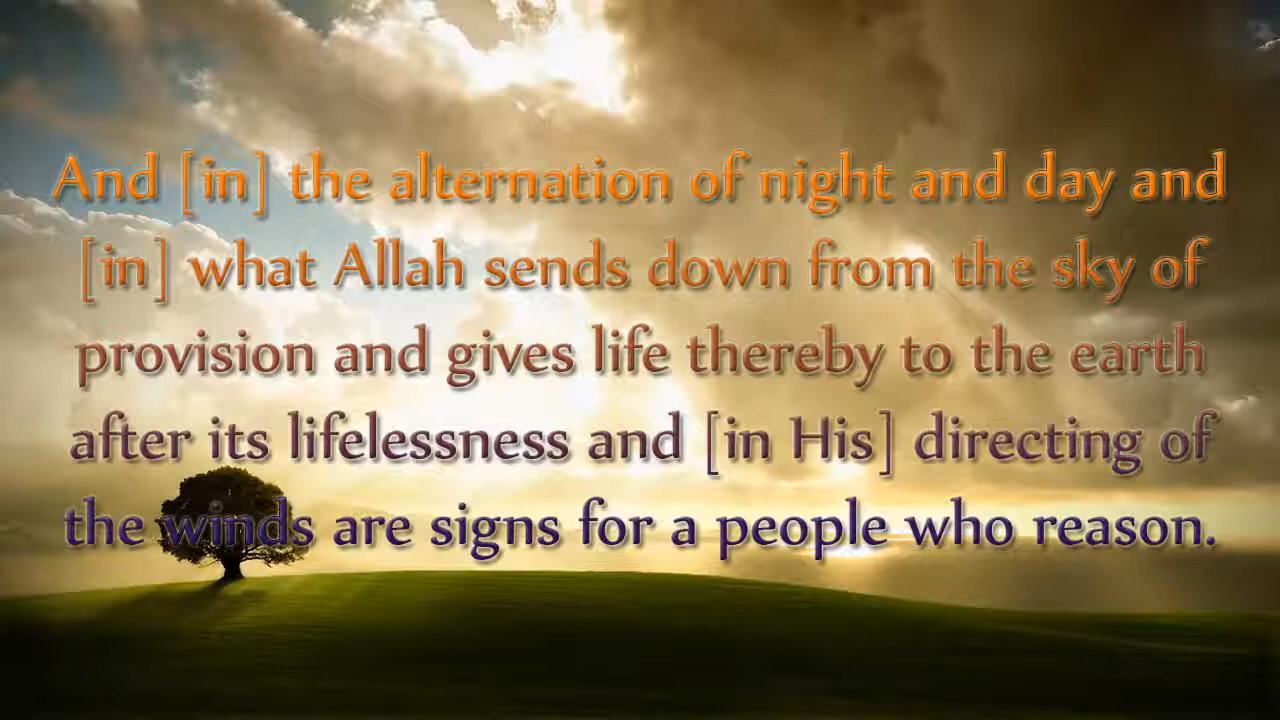 And [in] the alternation of night and day and
[in] what Allah sends down from the sky of
provision and gives life thereby to the earth
after its lifelessness and [in His] directing of
the winds are signs for a people who reason.